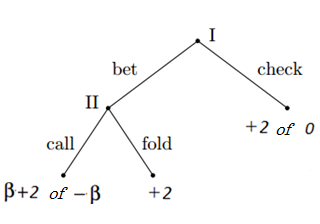 I
bet
check
II
+2 of 0
call
fold
β+2 of -β
+2